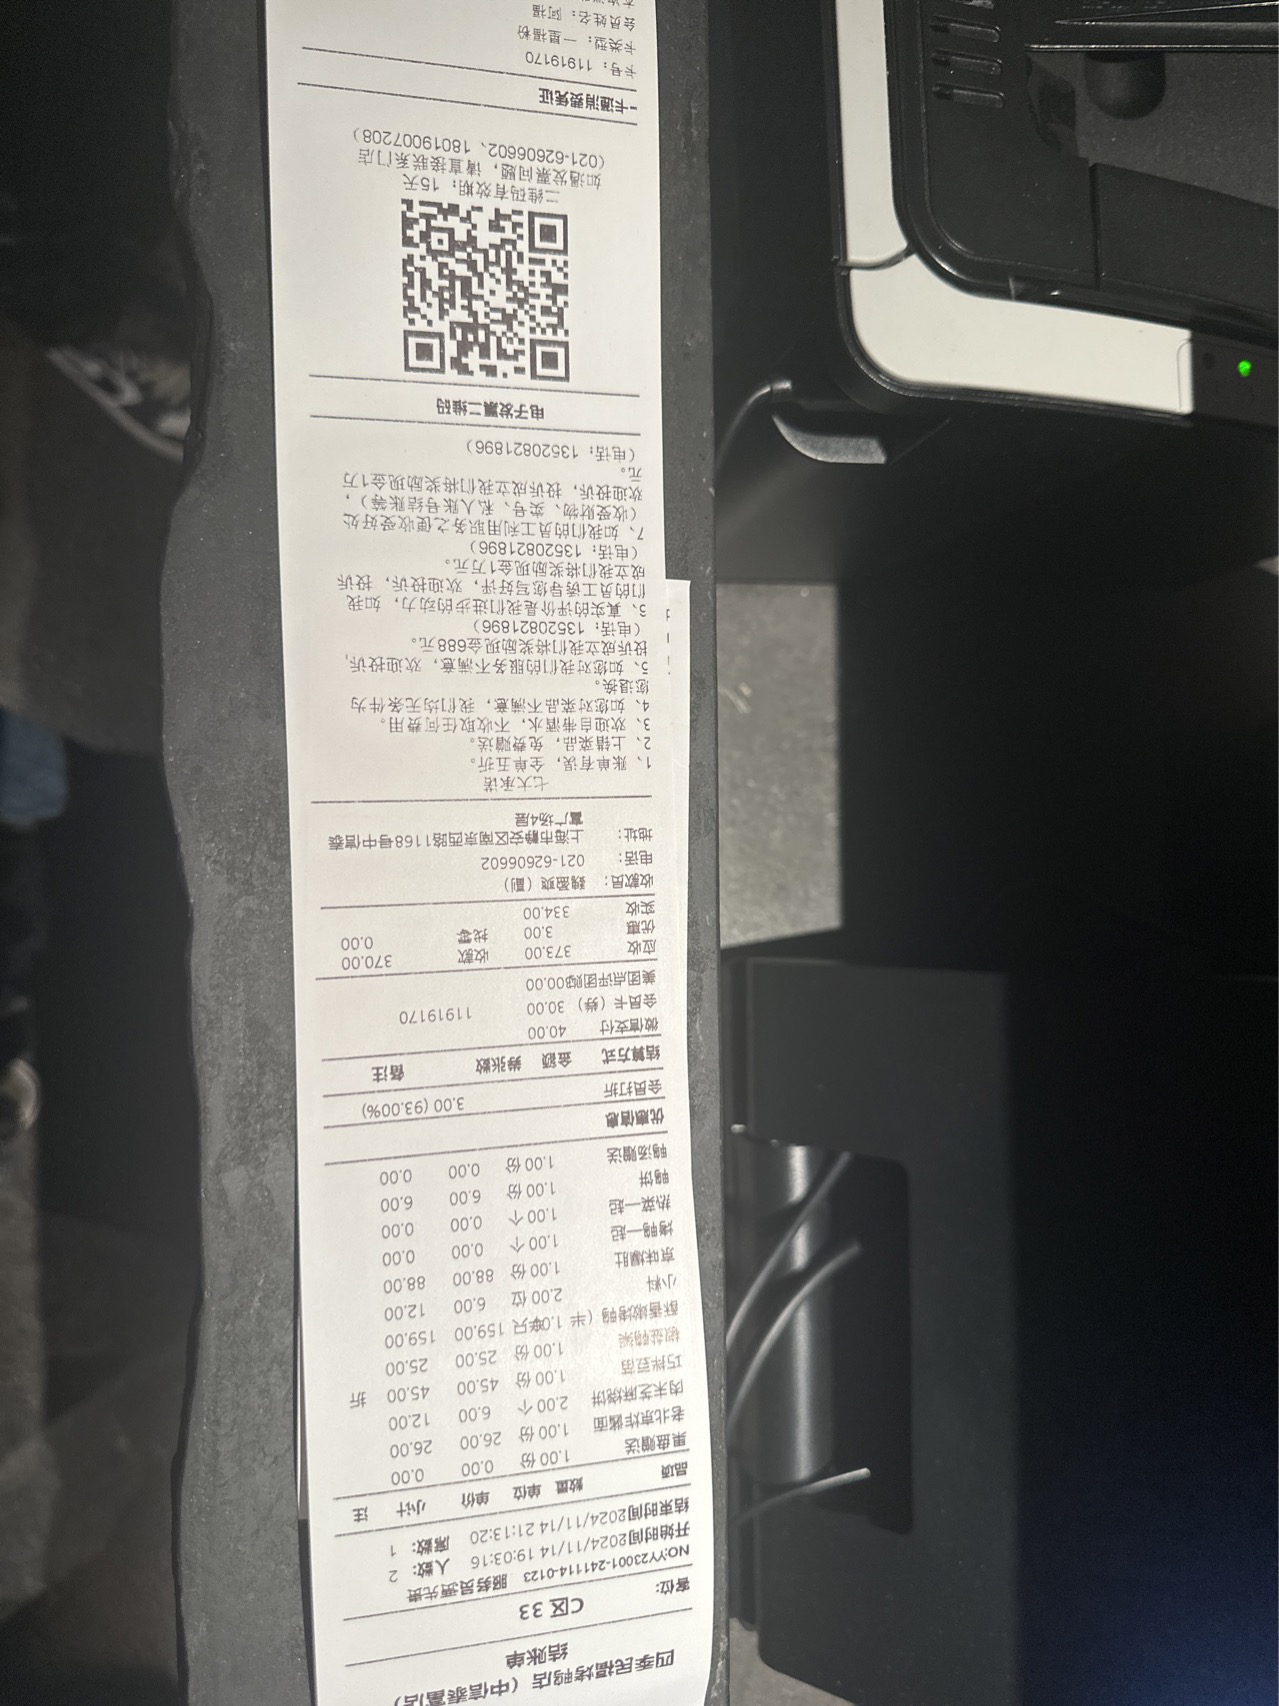 四季民福烤鸭店（中信泰富店）
结账单
客位: C区 33
NO:YY23001-241114-0123 服务员:贾先贵
开始时间2024/11/14 19:03:16 人数: 2
结束时间2024/11/14 21:13:20 席数: 1
品项 数量 单位 单价 小计 注
果盘赠送 1.00 份 0.00 0.00
老北京炸酱面 1.00 份 26.00 26.00
肉末芝麻烧饼 2.00 个 6.00 12.00
巧拌豆苗 1.00 份 45.00 45.00 折
椒盐鸭架 1.00 份 25.00 25.00
酥香嫩烤鸭（半 1.00 只 159.00 159.00
小料 2.00 位 6.00 12.00
京味爆肚 1.00 份 88.00 88.00
烤鸭一起 1.00 个 0.00 0.00
热菜一起 1.00 个 0.00 0.00
鸭饼 1.00 份 6.00 6.00
鸭汤赠送 1.00 份 0.00 0.00
优惠信息
会员打折 3.00 (93.00%)
结算方式 金额 券张数 备注
微信支付 40.00
会员卡（券） 30.00 11919170
美团点评团购 00.00
应收 373.00 收款 370.00
优惠 3.00 找零 0.00
实收 334.00
收款员: 魏盈爽（副）
电话: 021-62606602
地址: 上海市静安区南京西路1168号中信泰
富广场4层
七大承诺
1、账单有误，全单五折。
2、上错菜品，免费赠送。
3、欢迎自带酒水，不收取任何费用。
4、如您对菜品不满意，我们均无条件为
您退换。
5、如您对我们的服务不满意，欢迎投诉,
投诉成立我们将奖励现金688元。
（电话：13520821896）
3、真实的评价是我们进步的动力，如我
们的员工诱导您写好评，欢迎投诉，投诉
成立我们将奖励现金1万元。
（电话：13520821896）
7、如我们的员工利用职务之便收受好处
（收受财物、卖号、私人账号结账等），
欢迎投诉，投诉成立我们将奖励现金1万
元。
（电话：13520821896）
电子发票二维码
二维码有效期：15天
如遇发票问题，请直接联系门店
（021-62606602、18019007208）
-卡通消费凭证
卡号：11919170
卡类型：一星福粉
会员姓名：阿福